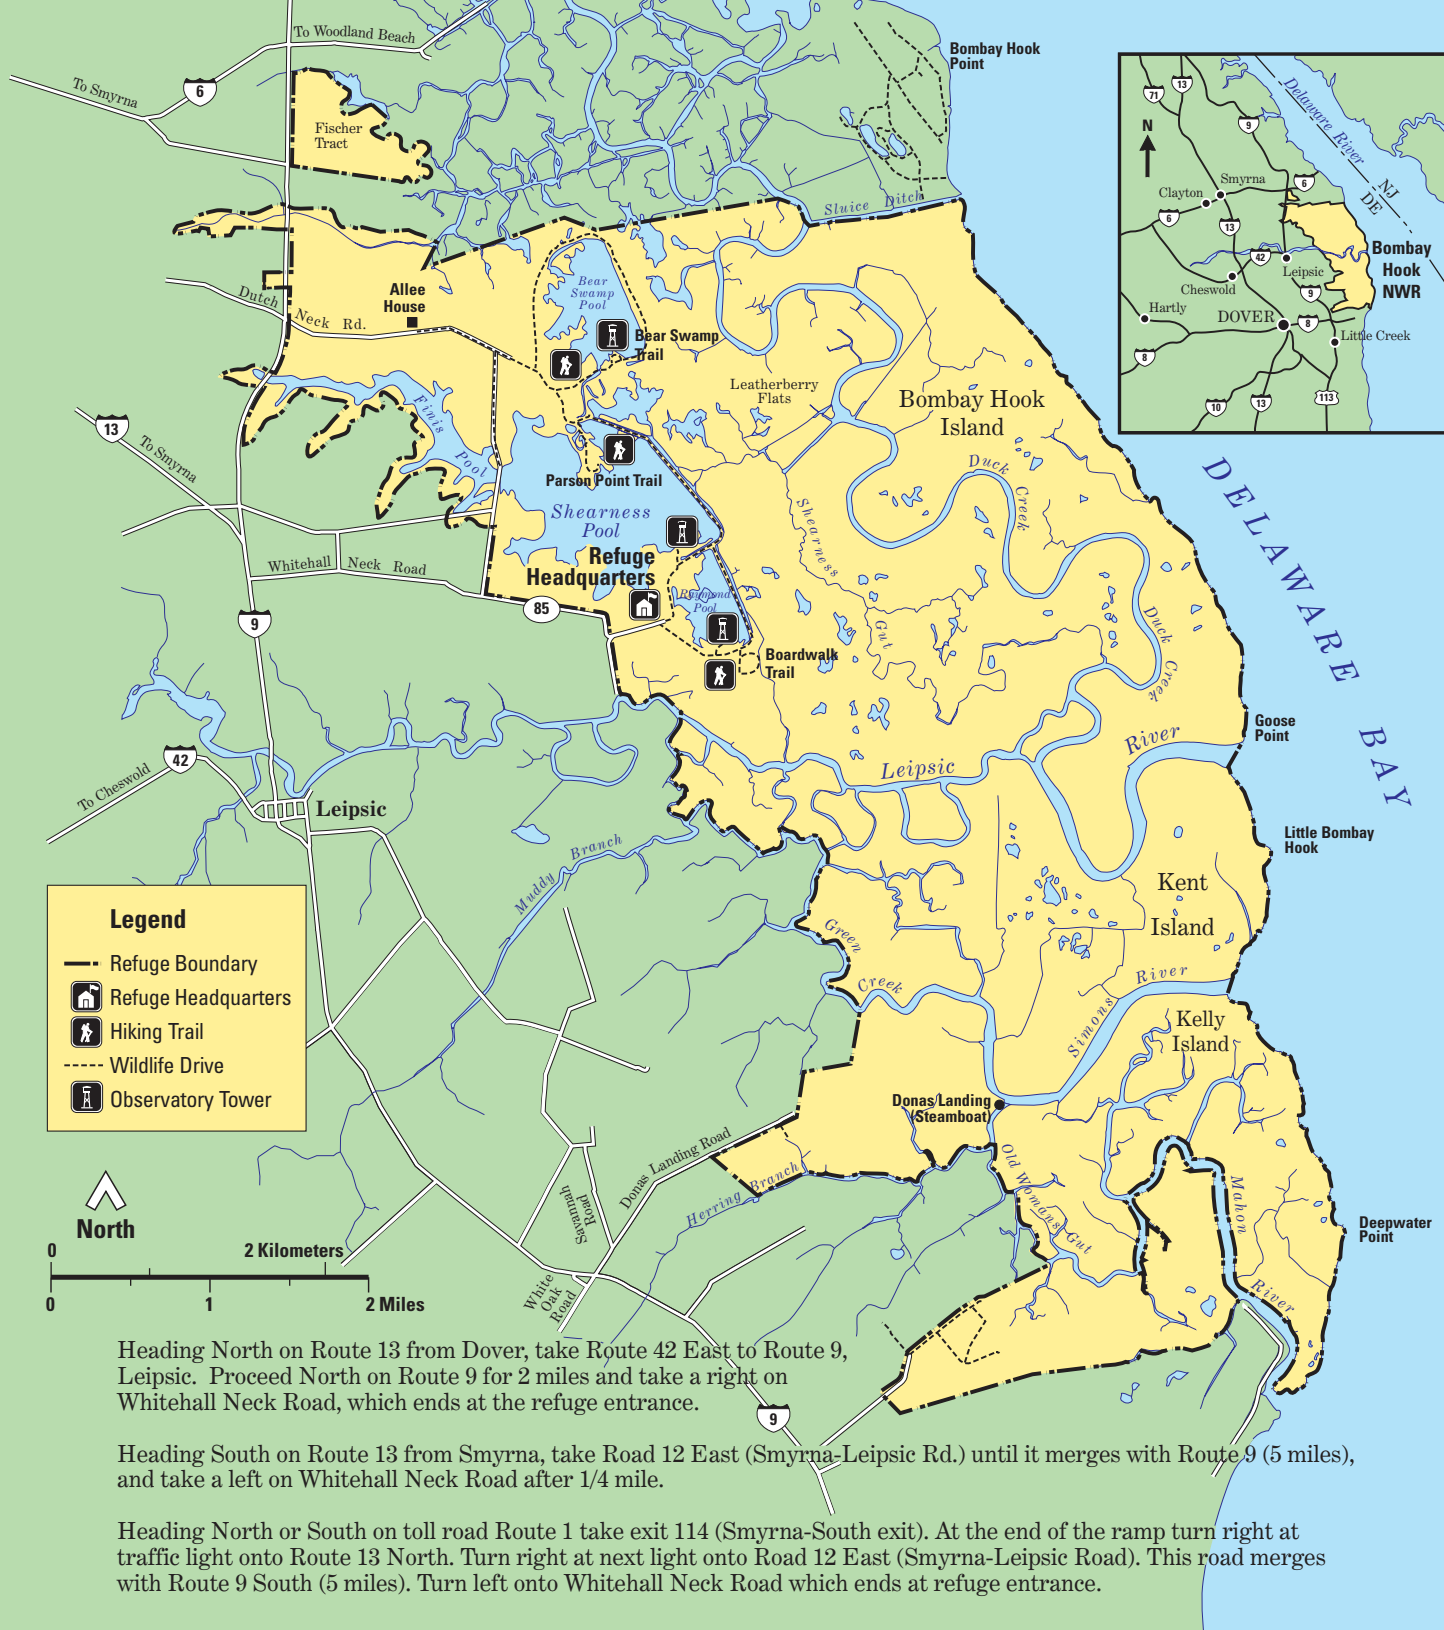 To Woodland Beach
To Smyrna
6
Fischer
Tract
Bombay Hook
Point
Sluice Ditch
71
13
9
N
Delaware River
NJ
DE
Smyrna
Clayton
6
6
13
42
Leipsic
Cheswold
9
Bombay
Hook
NWR
Hartly
DOVER
8
Little Creek
8
10
13
113
Allee
House
Dutch Neck Rd.
Bear
Swamp
Pool
Bear Swamp
Trail
Leatherberry
Flats
Bombay Hook
Island
Finis
Pool
13
To Smyrna
Parson Point Trail
Shearness
Pool
Duck
Creek
Shearness
Gut
DELAWARE
BAY
Refuge
Headquarters
Raymond
Pool
Whitehall Neck Road
85
9
Boardwalk
Trail
Duck
Creek
Goose
Point
River
Leipsic
42
To Cheswold
Leipsic
Little Bombay
Hook
Muddy Branch
Kent
Island
Green
Creek
River
Simons
Kelly
Island
Legend
Refuge Boundary
Refuge Headquarters
Hiking Trail
Wildlife Drive
Observatory Tower
Donas Landing
(Steamboat)
Donas Landing Road
Herring Branch
Old Womans Gut
Mahon
River
Savannah
Road
White
Oak
Road
Deepwater
Point
North
0
2 Kilometers
0
1
2 Miles
Heading North on Route 13 from Dover, take Route 42 East to Route 9,
Leipsic. Proceed North on Route 9 for 2 miles and take a right on
Whitehall Neck Road, which ends at the refuge entrance.
9
Heading South on Route 13 from Smyrna, take Road 12 East (Smyrna-Leipsic Rd.) until it merges with Route 9 (5 miles),
and take a left on Whitehall Neck Road after 1/4 mile.
Heading North or South on toll road Route 1 take exit 114 (Smyrna-South exit). At the end of the ramp turn right at
traffic light onto Route 13 North. Turn right at next light onto Road 12 East (Smyrna-Leipsic Road). This road merges
with Route 9 South (5 miles). Turn left onto Whitehall Neck Road which ends at refuge entrance.